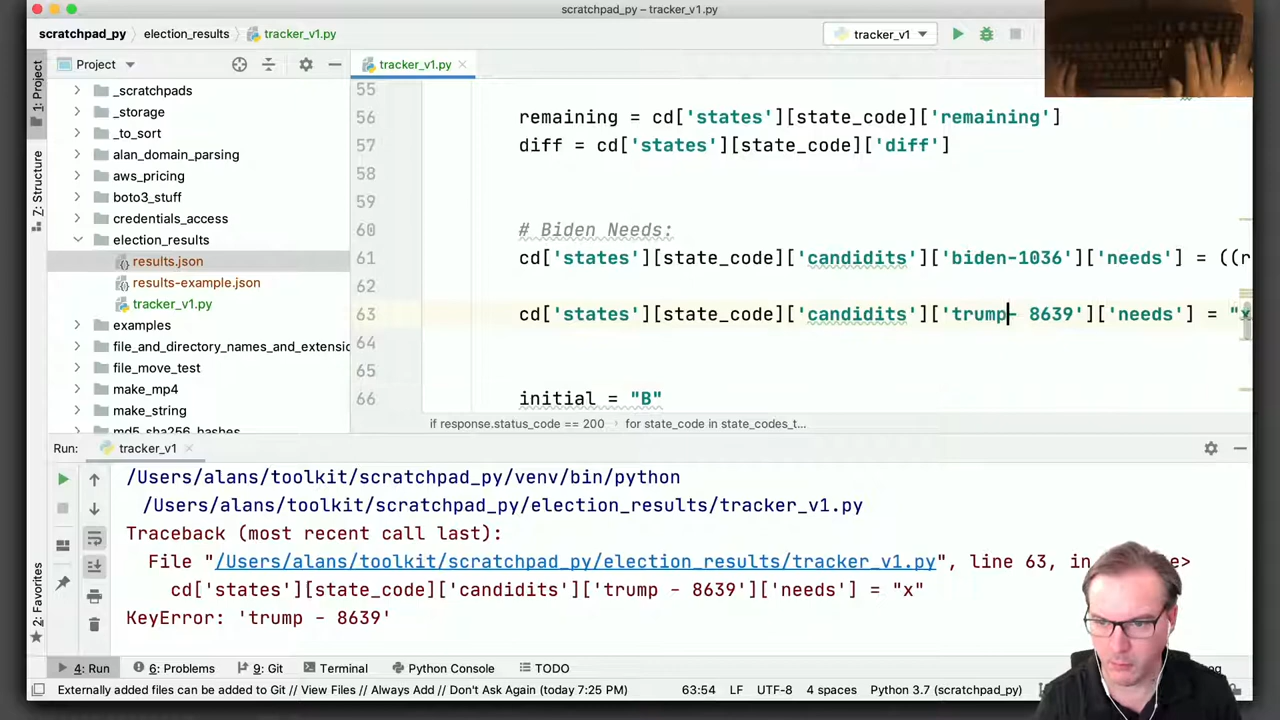 scratchpad_py – tracker_v1.py
scratchpad_py election_results tracker_v1.py
tracker_v1
Project
tracker_v1.py
1: Project
Z: Structure
2: Favorites
_scratchpads
_storage
_to_sort
alan_domain_parsing
aws_pricing
boto3_stuff
credentials_access
election_results
results.json
results-example.json
tracker_v1.py
examples
file_and_directory_names_and_extensio
file_move_test
make_mp4
make_string
md5_sha256_hashes
55
56 remaining = cd['states'][state_code]['remaining']
57 diff = cd['states'][state_code]['diff']
58
59
60 # Biden Needs:
61 cd['states'][state_code]['candidits']['biden-1036']['needs'] = ((r
62
63 cd['states'][state_code]['candidits']['trump- 8639']['needs'] = "x
64
65
66 initial = "B"
if response.status_code == 200 › for state_code in state_codes_t...
Run: tracker_v1
/Users/alans/toolkit/scratchpad_py/venv/bin/python
/Users/alans/toolkit/scratchpad_py/election_results/tracker_v1.py
Traceback (most recent call last):
File "/Users/alans/toolkit/scratchpad_py/election_results/tracker_v1.py", line 63, in
cd['states'][state_code]['candidits']['trump - 8639']['needs'] = "x"
KeyError: 'trump - 8639'
4: Run 6: Problems 9: Git Terminal Python Console TODO
Externally added files can be added to Git // View Files // Always Add // Don't Ask Again (today 7:25 PM) 63:54 LF UTF-8 4 spaces Python 3.7 (scratchpad_py)